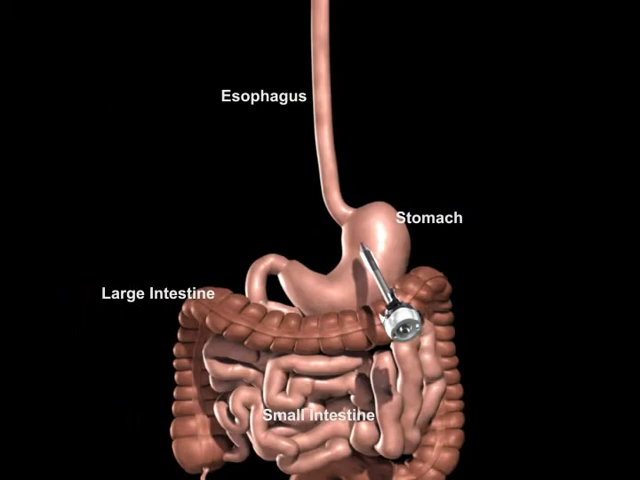 Esophagus
Stomach
Large Intestine
Small Intestine